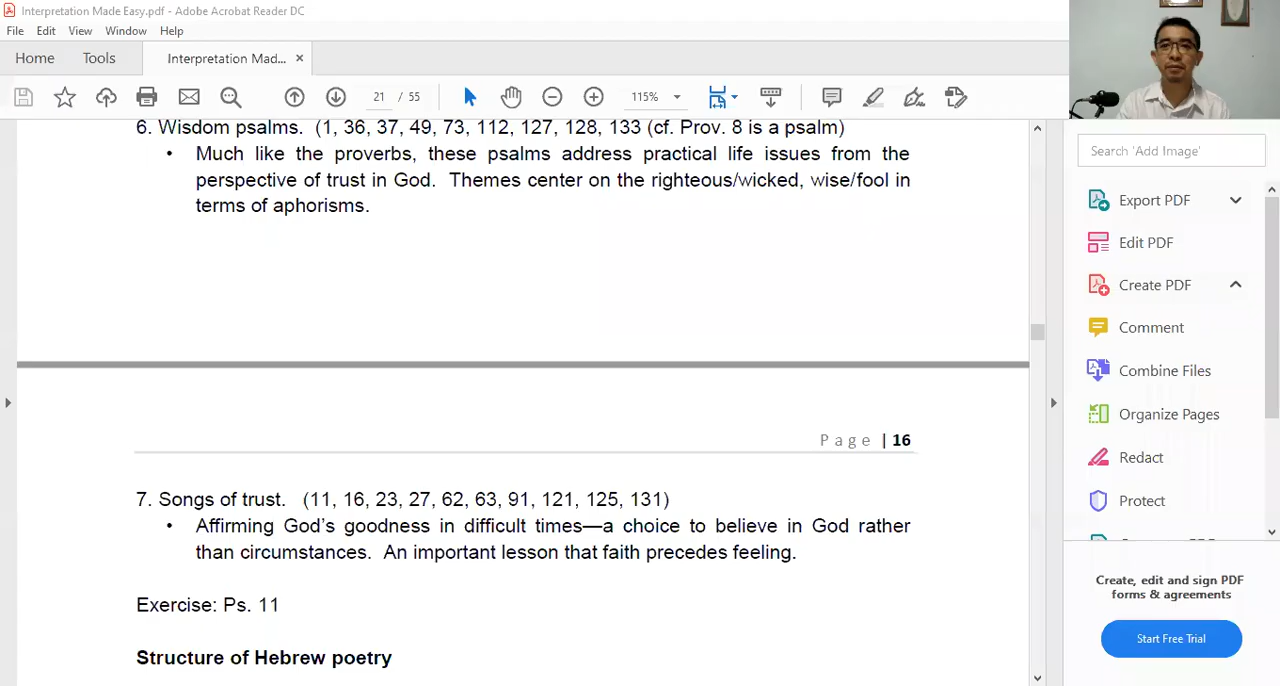 Interpretation Made Easy.pdf - Adobe Acrobat Reader DC
File Edit View Window Help
Home Tools Interpretation Mad... ×
21 / 55 115%
6. Wisdom psalms. (1, 36, 37, 49, 73, 112, 127, 128, 133 (cf. Prov. 8 is a psalm)
• Much like the proverbs, these psalms address practical life issues from the
perspective of trust in God. Themes center on the righteous/wicked, wise/fool in
terms of aphorisms.
Page | 16
7. Songs of trust. (11, 16, 23, 27, 62, 63, 91, 121, 125, 131)
• Affirming God's goodness in difficult times—a choice to believe in God rather
than circumstances. An important lesson that faith precedes feeling.
Exercise: Ps. 11
Structure of Hebrew poetry
Search 'Add Image'
Export PDF
Edit PDF
Create PDF
Comment
Combine Files
Organize Pages
Redact
Protect
Create, edit and sign PDF
forms & agreements
Start Free Trial